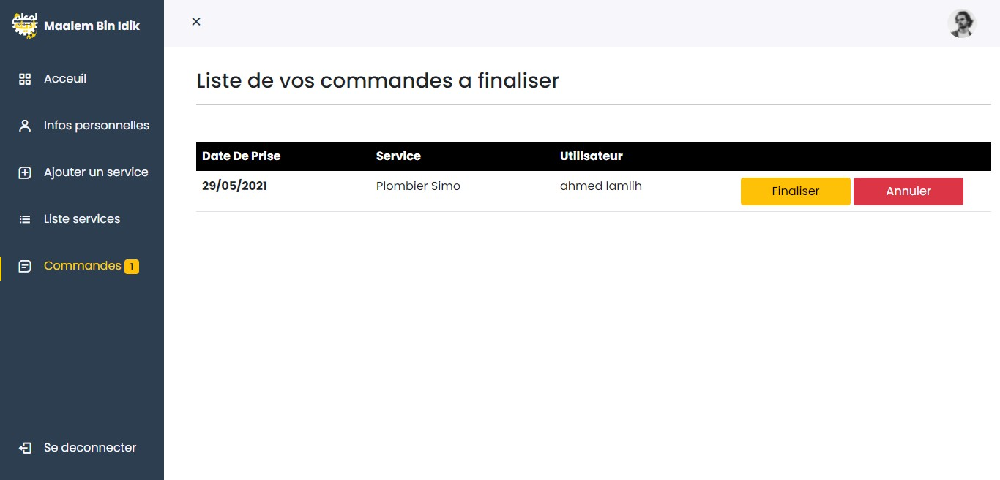 Maalem Bin Idik
Acceuil
Infos personnelles
Ajouter un service
Liste services
Commandes 1
Se deconnecter
Liste de vos commandes a finaliser
Date De Prise Service Utilisateur
29/05/2021 Plombier Simo ahmed lamlih Finaliser Annuler